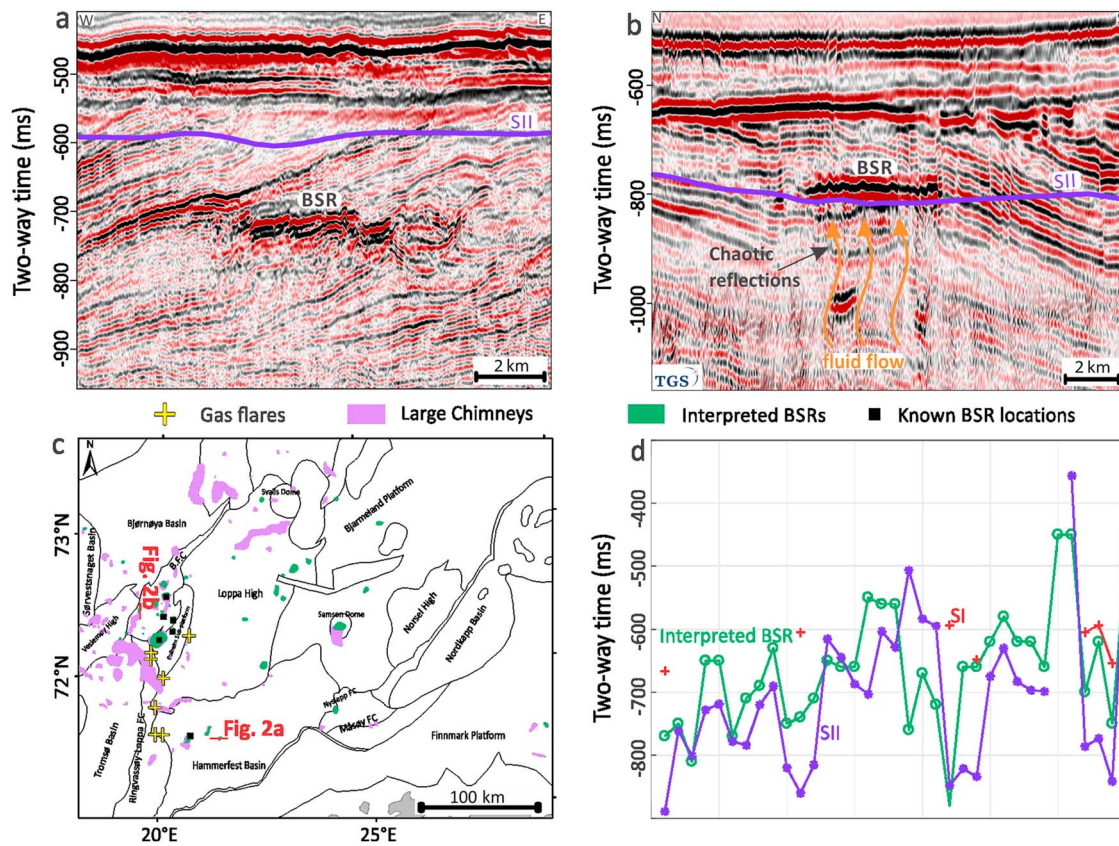 a
W
E
Two-way time (ms)
-500
-600
-700
-800
-900
SII
BSR
2 km
b
N
Two-way time (ms)
-600
-800
-1000
BSR
SII
Chaotic
reflections
fluid flow
TGS
2 km
Gas flares
Large Chimneys
Interpreted BSRs
Known BSR locations
c
N
73°N
72°N
20°E
25°E
Svalis Dome
Bjarmeland Platform
Bjørnøya Basin
Sørvestsnaget Basin
Fig. 2b
B.F.C
Loppa High
Veslemøy High
Samson Dome
Norsel High
Nordkapp Basin
Nyslepp FC
Måsøy FC
Fig. 2a
Tromsø Basin
Ringvassøy-Loppa FC
Hammerfest Basin
Finnmark Platform
100 km
d
Two-way time (ms)
-400
-500
-600
-700
-800
Interpreted BSR
SI
SII